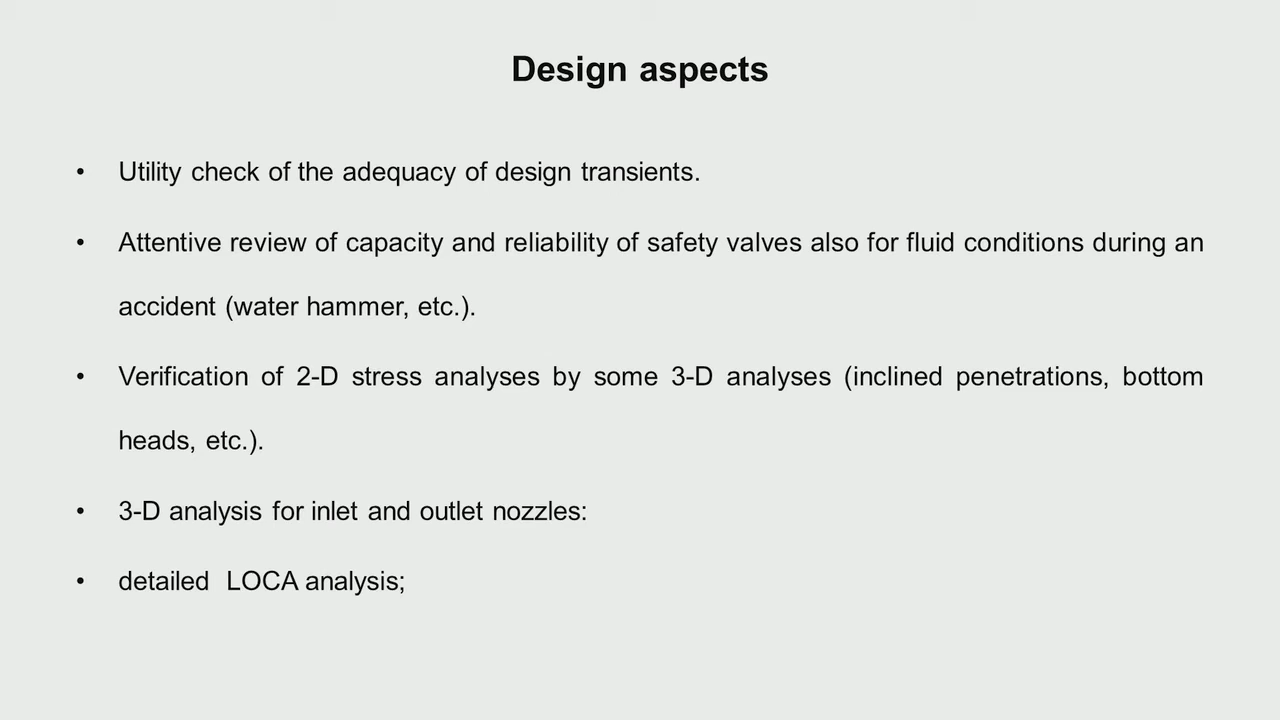 Design aspects
• Utility check of the adequacy of design transients.
• Attentive review of capacity and reliability of safety valves also for fluid conditions during an
accident (water hammer, etc.).
• Verification of 2-D stress analyses by some 3-D analyses (inclined penetrations, bottom
heads, etc.).
• 3-D analysis for inlet and outlet nozzles:
• detailed LOCA analysis;